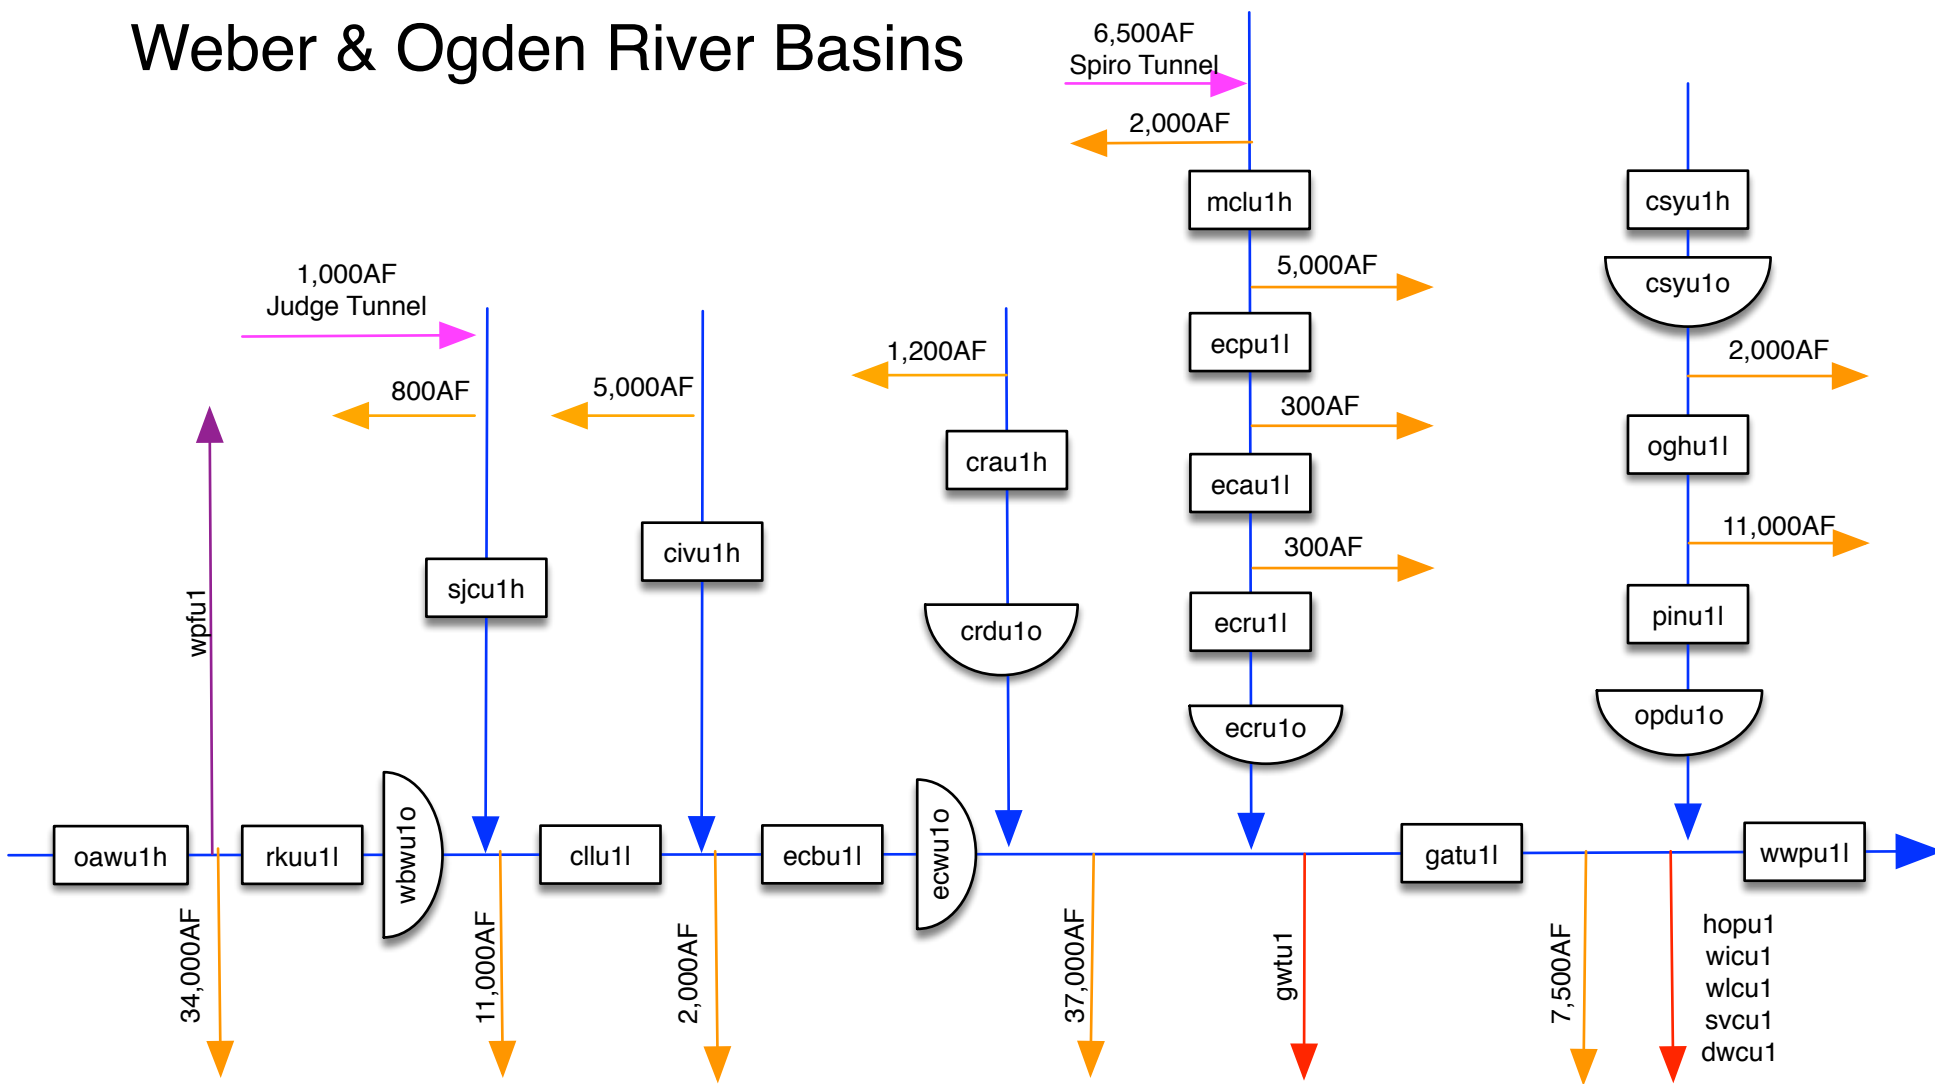 Weber & Ogden River Basins
6,500AF
Spiro Tunnel
2,000AF
mclu1h
csyu1h
5,000AF
csyu1o
1,000AF
Judge Tunnel
ecpu1l
2,000AF
1,200AF
800AF
5,000AF
300AF
crau1h
oghu1l
ecau1l
11,000AF
civu1h
300AF
sjcu1h
pinu1l
wpfu1
crdu1o
ecru1l
ecru1o
opdu1o
oawu1h
rkuu1l
wbwu1o
cllu1l
ecbu1l
ecwu1o
gatu1l
wwpu1l
34,000AF
11,000AF
2,000AF
37,000AF
gwtu1
7,500AF
hopu1
wicu1
wlcu1
svcu1
dwcu1